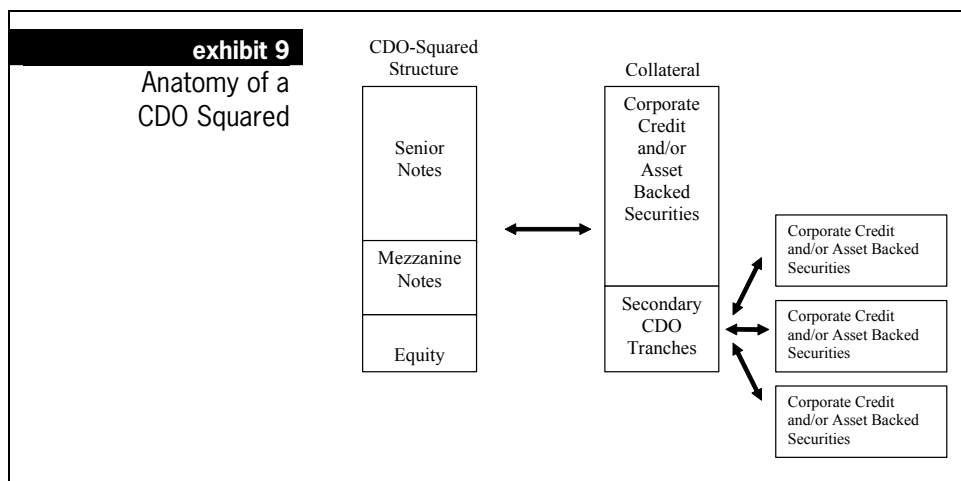 exhibit 9
Anatomy of a
CDO Squared
CDO-Squared
Structure
Senior
Notes
Mezzanine
Notes
Equity
Collateral
Corporate
Credit
and/or
Asset
Backed
Securities
Secondary
CDO
Tranches
Corporate Credit
and/or Asset Backed
Securities
Corporate Credit
and/or Asset Backed
Securities
Corporate Credit
and/or Asset Backed
Securities